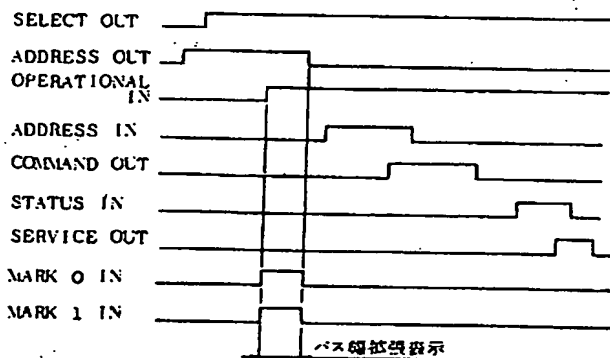 SELECT OUT
ADDRESS OUT
OPERATIONAL
IN
ADDRESS IN
COMMAND OUT
STATUS IN
SERVICE OUT
MARK 0 IN
MARK 1 IN
バス幅拡張表示